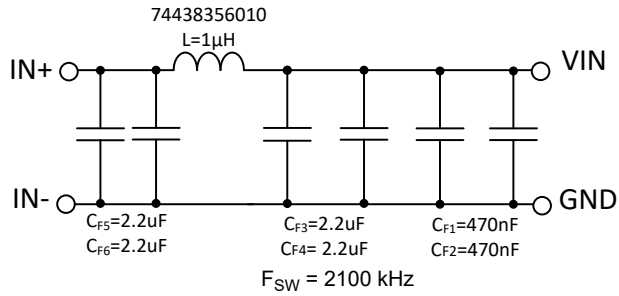 74438356010
L=1µH
IN+
VIN
IN-
GND
CF5=2.2uF
CF6=2.2uF
CF3=2.2uF
CF4= 2.2uF
CF1=470nF
CF2=470nF
FSW = 2100 kHz